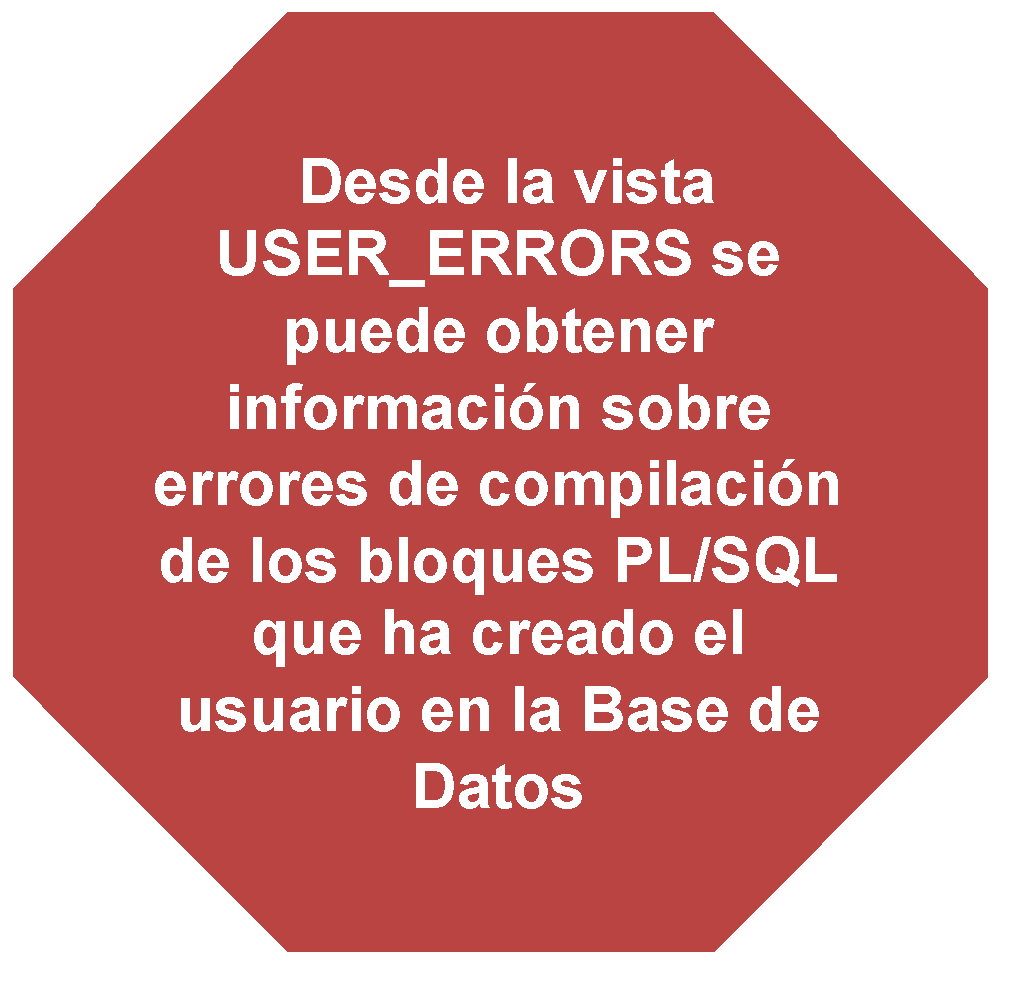 Desde la vista
USER_ERRORS se
puede obtener
información sobre
errores de compilación
de los bloques PL/SQL
que ha creado el
usuario en la Base de
Datos